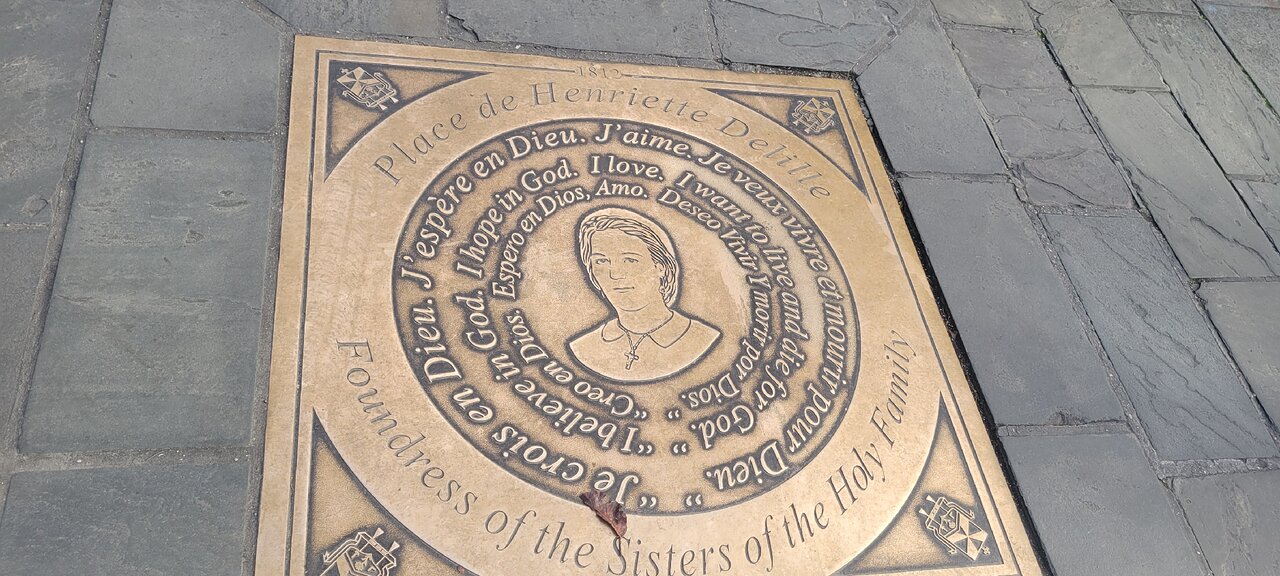 1812
Place de Henriette Delille
"Je crois en Dieu. J'espère en Dieu. J'aime. Je veux vivre et mourir pour Dieu. "
"I believe in God. I hope in God. I love. I want to live and die for God. "
"Creo en Dios. Espero en Dios, Amo. Deseo Vivir Y morir por Dios. "
Foundress of the Sisters of the Holy Family